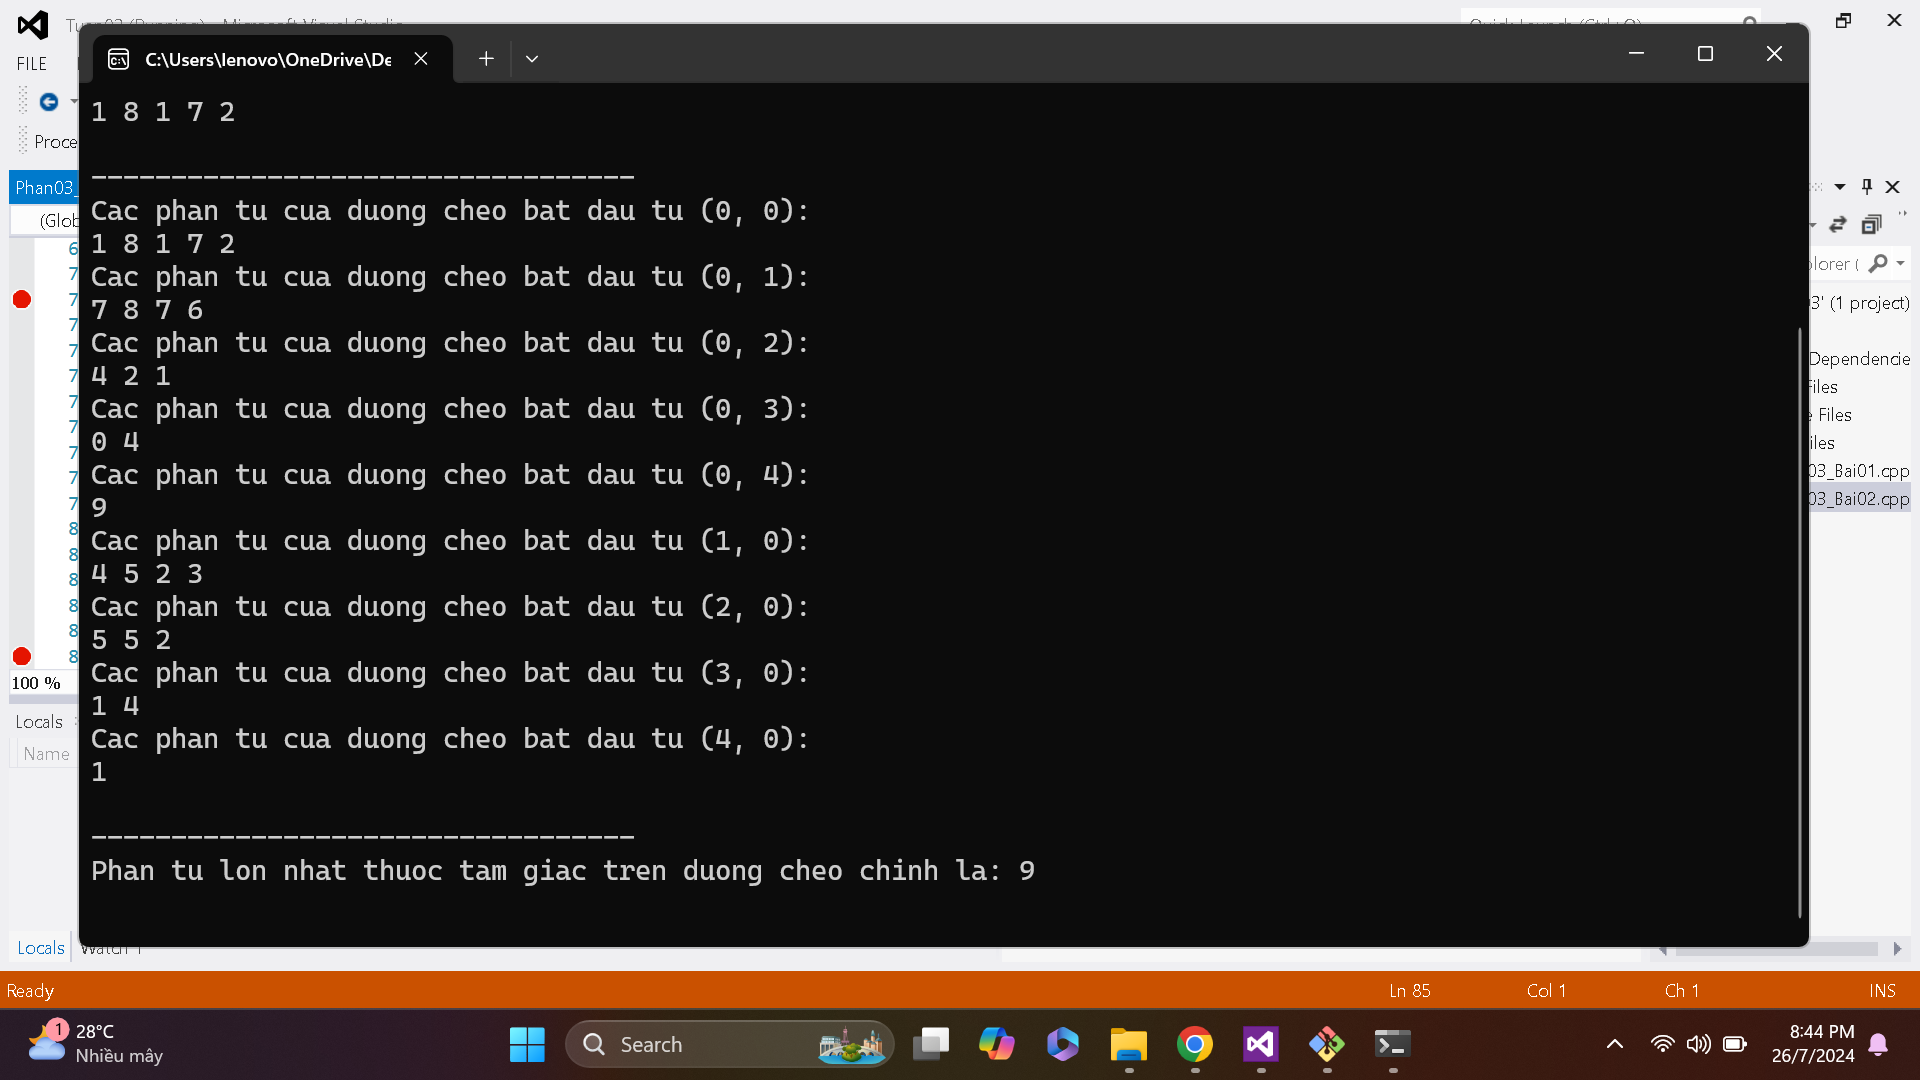 C:\Users\lenovo\OneDrive\De
FILE
Proce
Phan03_
(Glob
1 8 1 7 2
----------------------------------
Cac phan tu cua duong cheo bat dau tu (0, 0):
1 8 1 7 2
Cac phan tu cua duong cheo bat dau tu (0, 1):
7 8 7 6
Cac phan tu cua duong cheo bat dau tu (0, 2):
4 2 1
Cac phan tu cua duong cheo bat dau tu (0, 3):
0 4
Cac phan tu cua duong cheo bat dau tu (0, 4):
9
Cac phan tu cua duong cheo bat dau tu (1, 0):
4 5 2 3
Cac phan tu cua duong cheo bat dau tu (2, 0):
5 5 2
Cac phan tu cua duong cheo bat dau tu (3, 0):
1 4
Cac phan tu cua duong cheo bat dau tu (4, 0):
1
----------------------------------
Phan tu lon nhat thuoc tam giac tren duong cheo chinh la: 9
plorer (
03' (1 project)
Dependencie
Files
e Files
iles
03_Bai01.cpp
03_Bai02.cpp
100 %
Locals
Name
Locals
Watch 1
Ready
Ln 85
Col 1
Ch 1
INS
1
28°C
Nhiều mây
Search
8:44 PM
26/7/2024